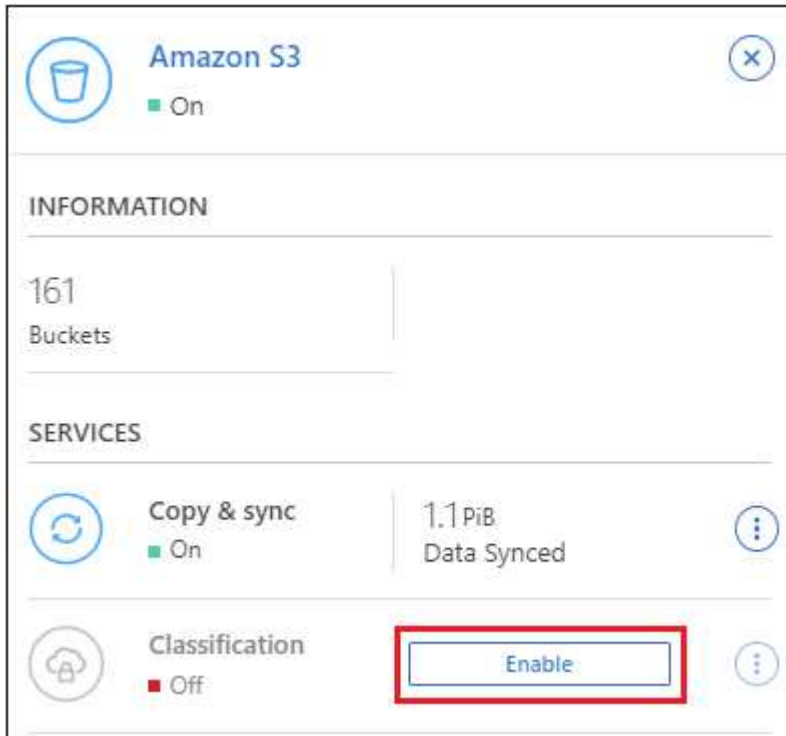 Amazon S3
On
INFORMATION
161
Buckets
SERVICES
Copy & sync
On
1.1 PiB
Data Synced
Classification
Off
Enable